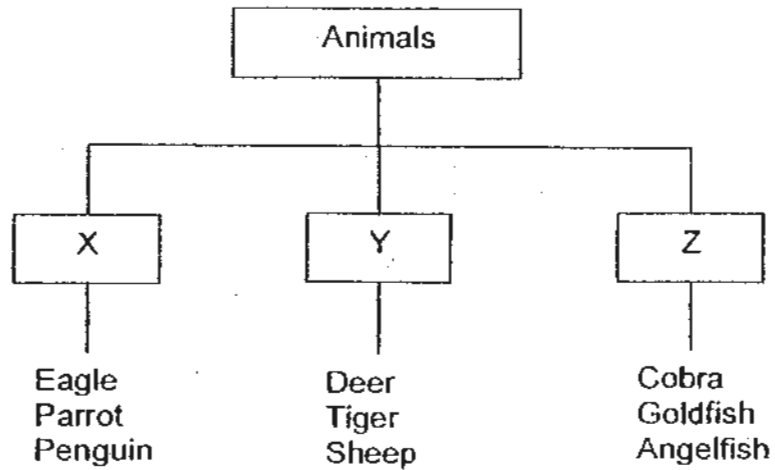 Animals
X
Y
Z
Eagle
Parrot
Penguin
Deer
Tiger
Sheep
Cobra
Goldfish
Angelfish